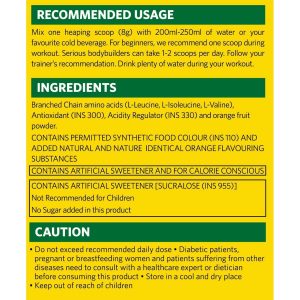 RECOMMENDED USAGE
Mix one heaping scoop (8g) with 200ml-250ml of water or your
favourite cold beverage. For beginners, we recommend one scoop during
workout. Serious bodybuilders can take 1-2 scoops per day. Follow your
trainer's recommendation. Drink plenty of water during your workout.
INGREDIENTS
Branched Chain amino acids (L-Leucine, L-Isoleucine, L-Valine),
Antioxidant (INS 300), Acidity Regulator (INS 330) and orange fruit
powder.
CONTAINS PERMITTED SYNTHETIC FOOD COLOUR (INS 110) AND
ADDED NATURAL AND NATURE IDENTICAL ORANGE FLAVOURING
SUBSTANCES
CONTAINS ARTIFICIAL SWEETENER AND FOR CALORIE CONSCIOUS
CONTAINS ARTIFICIAL SWEETENER [SUCRALOSE (INS 955)]
Not Recommended for Children
No Sugar added in this product
CAUTION
• Do not exceed recommended daily dose • Diabetic patients,
pregnant or breastfeeding women and patients suffering from other
diseases need to consult with a healthcare expert or dietician
before consuming this product • Store in a cool and dry place
• Keep out of reach of children